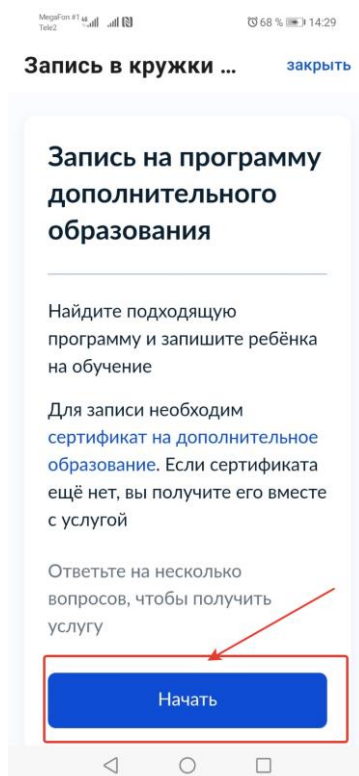 MegaFon #1 46 68 % 14:29
Tele2
Запись в кружки ... закрыть
Запись на программу
дополнительного
образования
Найдите подходящую
программу и запишите ребёнка
на обучение
Для записи необходим
сертификат на дополнительное
образование. Если сертификата
ещё нет, вы получите его вместе
с услугой
Ответьте на несколько
вопросов, чтобы получить
услугу
Начать